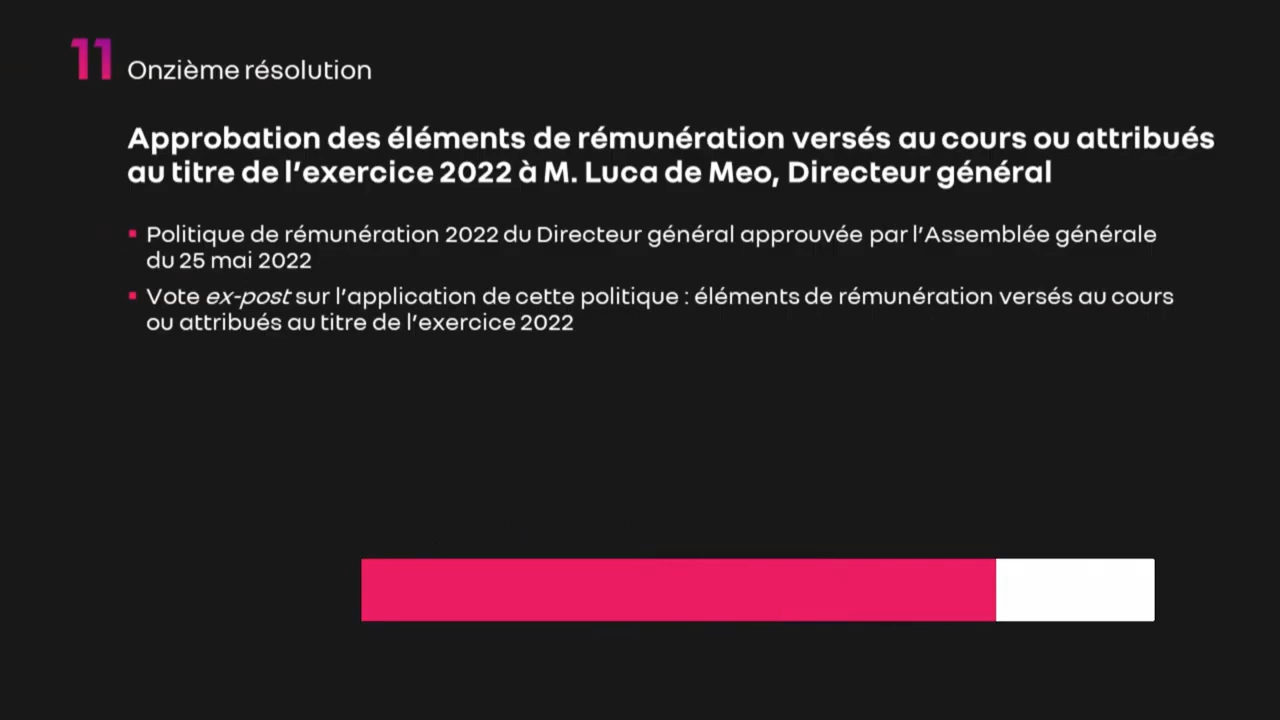 11 Onzième résolution
Approbation des éléments de rémunération versés au cours ou attribués
au titre de l’exercice 2022 à M. Luca de Meo, Directeur général
Politique de rémunération 2022 du Directeur général approuvée par l’Assemblée générale
du 25 mai 2022
Vote ex-post sur l’application de cette politique : éléments de rémunération versés au cours
ou attribués au titre de l’exercice 2022